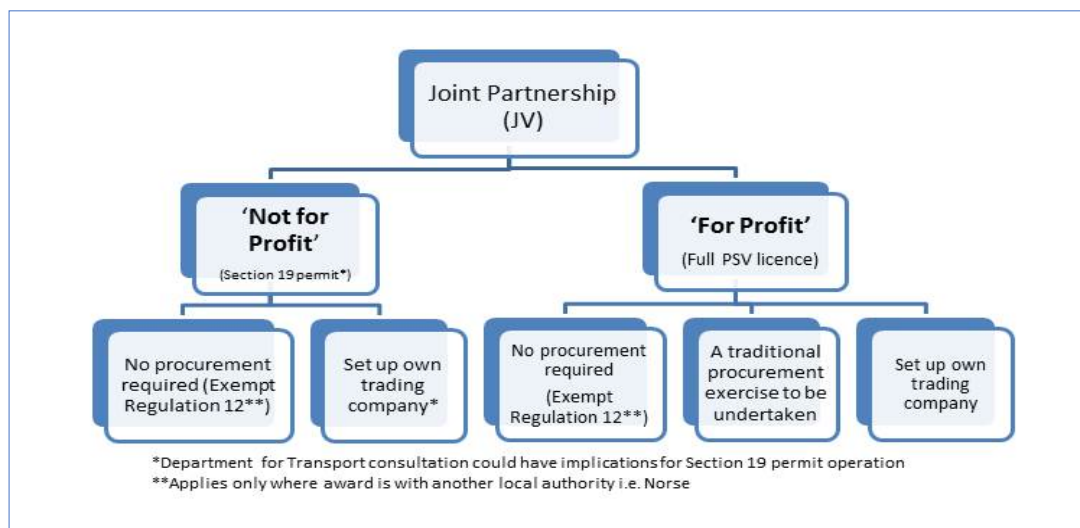 Joint Partnership
(JV)
‘Not for
Profit’
(Section 19 permit*)
‘For Profit’
(Full PSV licence)
No procurement
required (Exempt
Regulation 12**)
Set up own
trading
company*
No procurement
required
(Exempt
Regulation 12**)
A traditional
procurement
exercise to be
undertaken
Set up own
trading
company
*Department for Transport consultation could have implications for Section 19 permit operation
**Applies only where award is with another local authority i.e. Norse